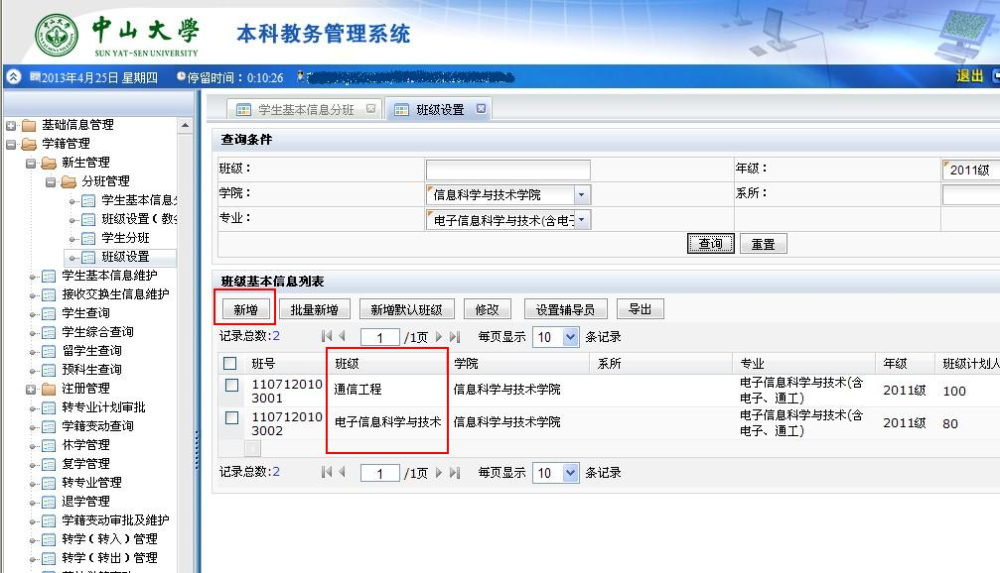 中山大学
SUN YAT-SEN UNIVERSITY
本科教务管理系统
2013年4月25日 星期四 停留时间：0:10:26
退出
学生基本信息分班 班级设置
基础信息管理
学籍管理
新生管理
分班管理
学生基本信息分
班级设置（教务
学生分班
班级设置
学生基本信息维护
接收交换生信息维护
学生查询
学生综合查询
留学生查询
预科生查询
注册管理
转专业计划审批
学籍变动查询
休学管理
复学管理
转专业管理
退学管理
学籍变动审批及维护
转学（转入）管理
转学（转出）管理
查询条件
班级： 年级： 2011级
学院： 信息科学与技术学院 系所：
专业： 电子信息科学与技术(含电子
查询 重置
班级基本信息列表
新增 批量新增 新增默认班级 修改 设置辅导员 导出
记录总数:2 1 /1页 每页显示 10 条记录
班号 班级 学院 系所 专业 年级 班级计划人
110712010
3001 通信工程 信息科学与技术学院 电子信息科学与技术(含
电子、通工) 2011级 100
110712010
3002 电子信息科学与技术 信息科学与技术学院 电子信息科学与技术(含
电子、通工) 2011级 80
记录总数:2 1 /1页 每页显示 10 条记录